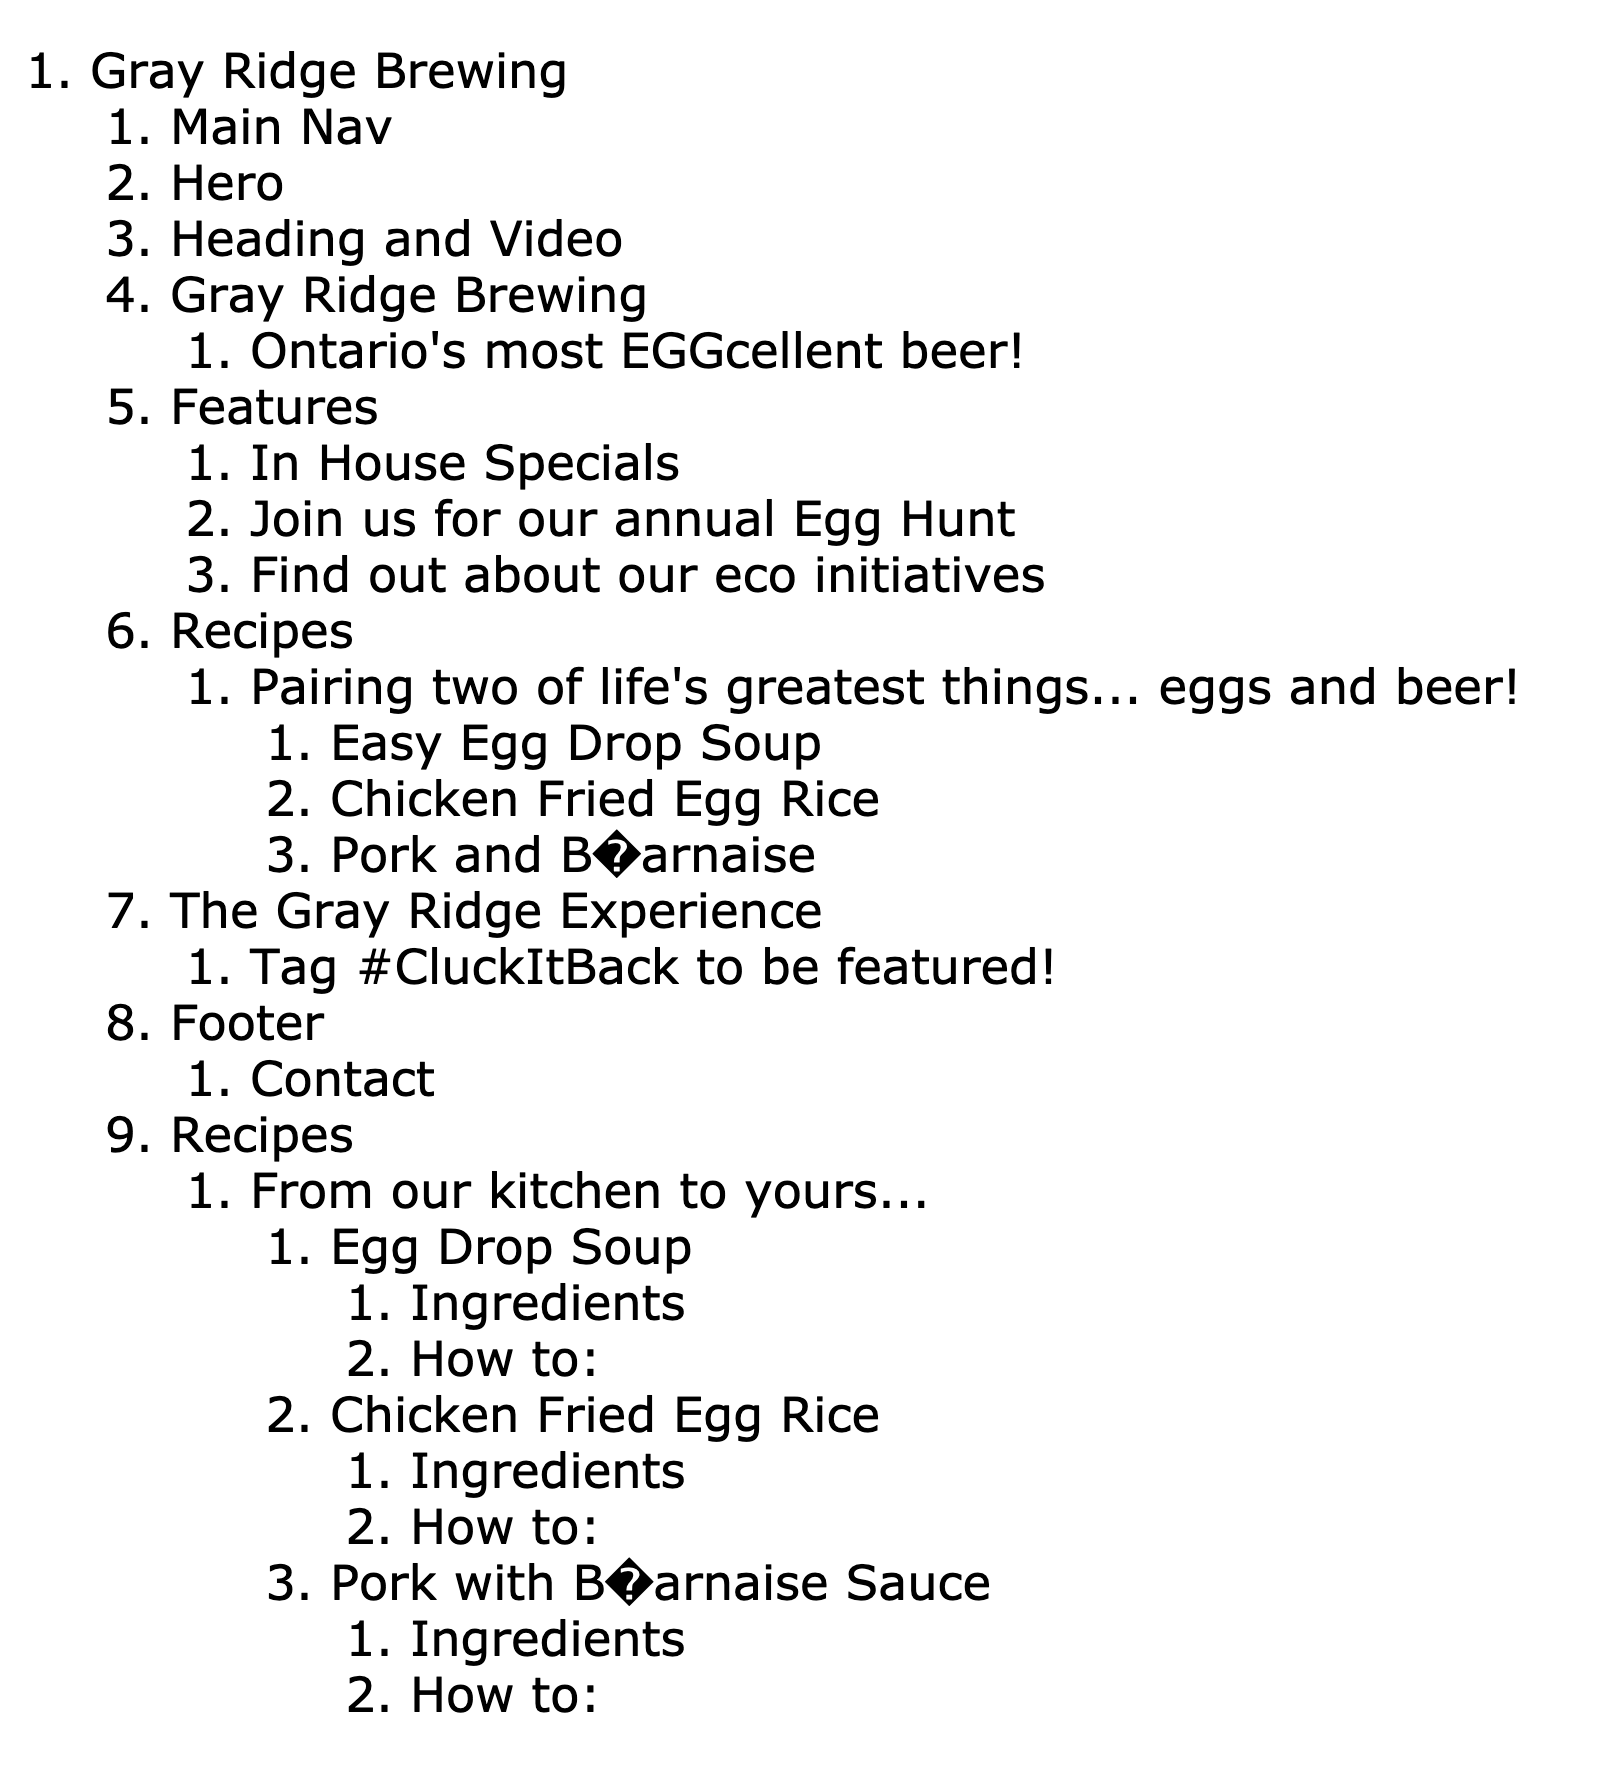 1. Gray Ridge Brewing
1. Main Nav
2. Hero
3. Heading and Video
4. Gray Ridge Brewing
1. Ontario's most EGGcellent beer!
5. Features
1. In House Specials
2. Join us for our annual Egg Hunt
3. Find out about our eco initiatives
6. Recipes
1. Pairing two of life's greatest things... eggs and beer!
1. Easy Egg Drop Soup
2. Chicken Fried Egg Rice
3. Pork and B�arnaise
7. The Gray Ridge Experience
1. Tag #CluckItBack to be featured!
8. Footer
1. Contact
9. Recipes
1. From our kitchen to yours...
1. Egg Drop Soup
1. Ingredients
2. How to:
2. Chicken Fried Egg Rice
1. Ingredients
2. How to:
3. Pork with B�arnaise Sauce
1. Ingredients
2. How to: